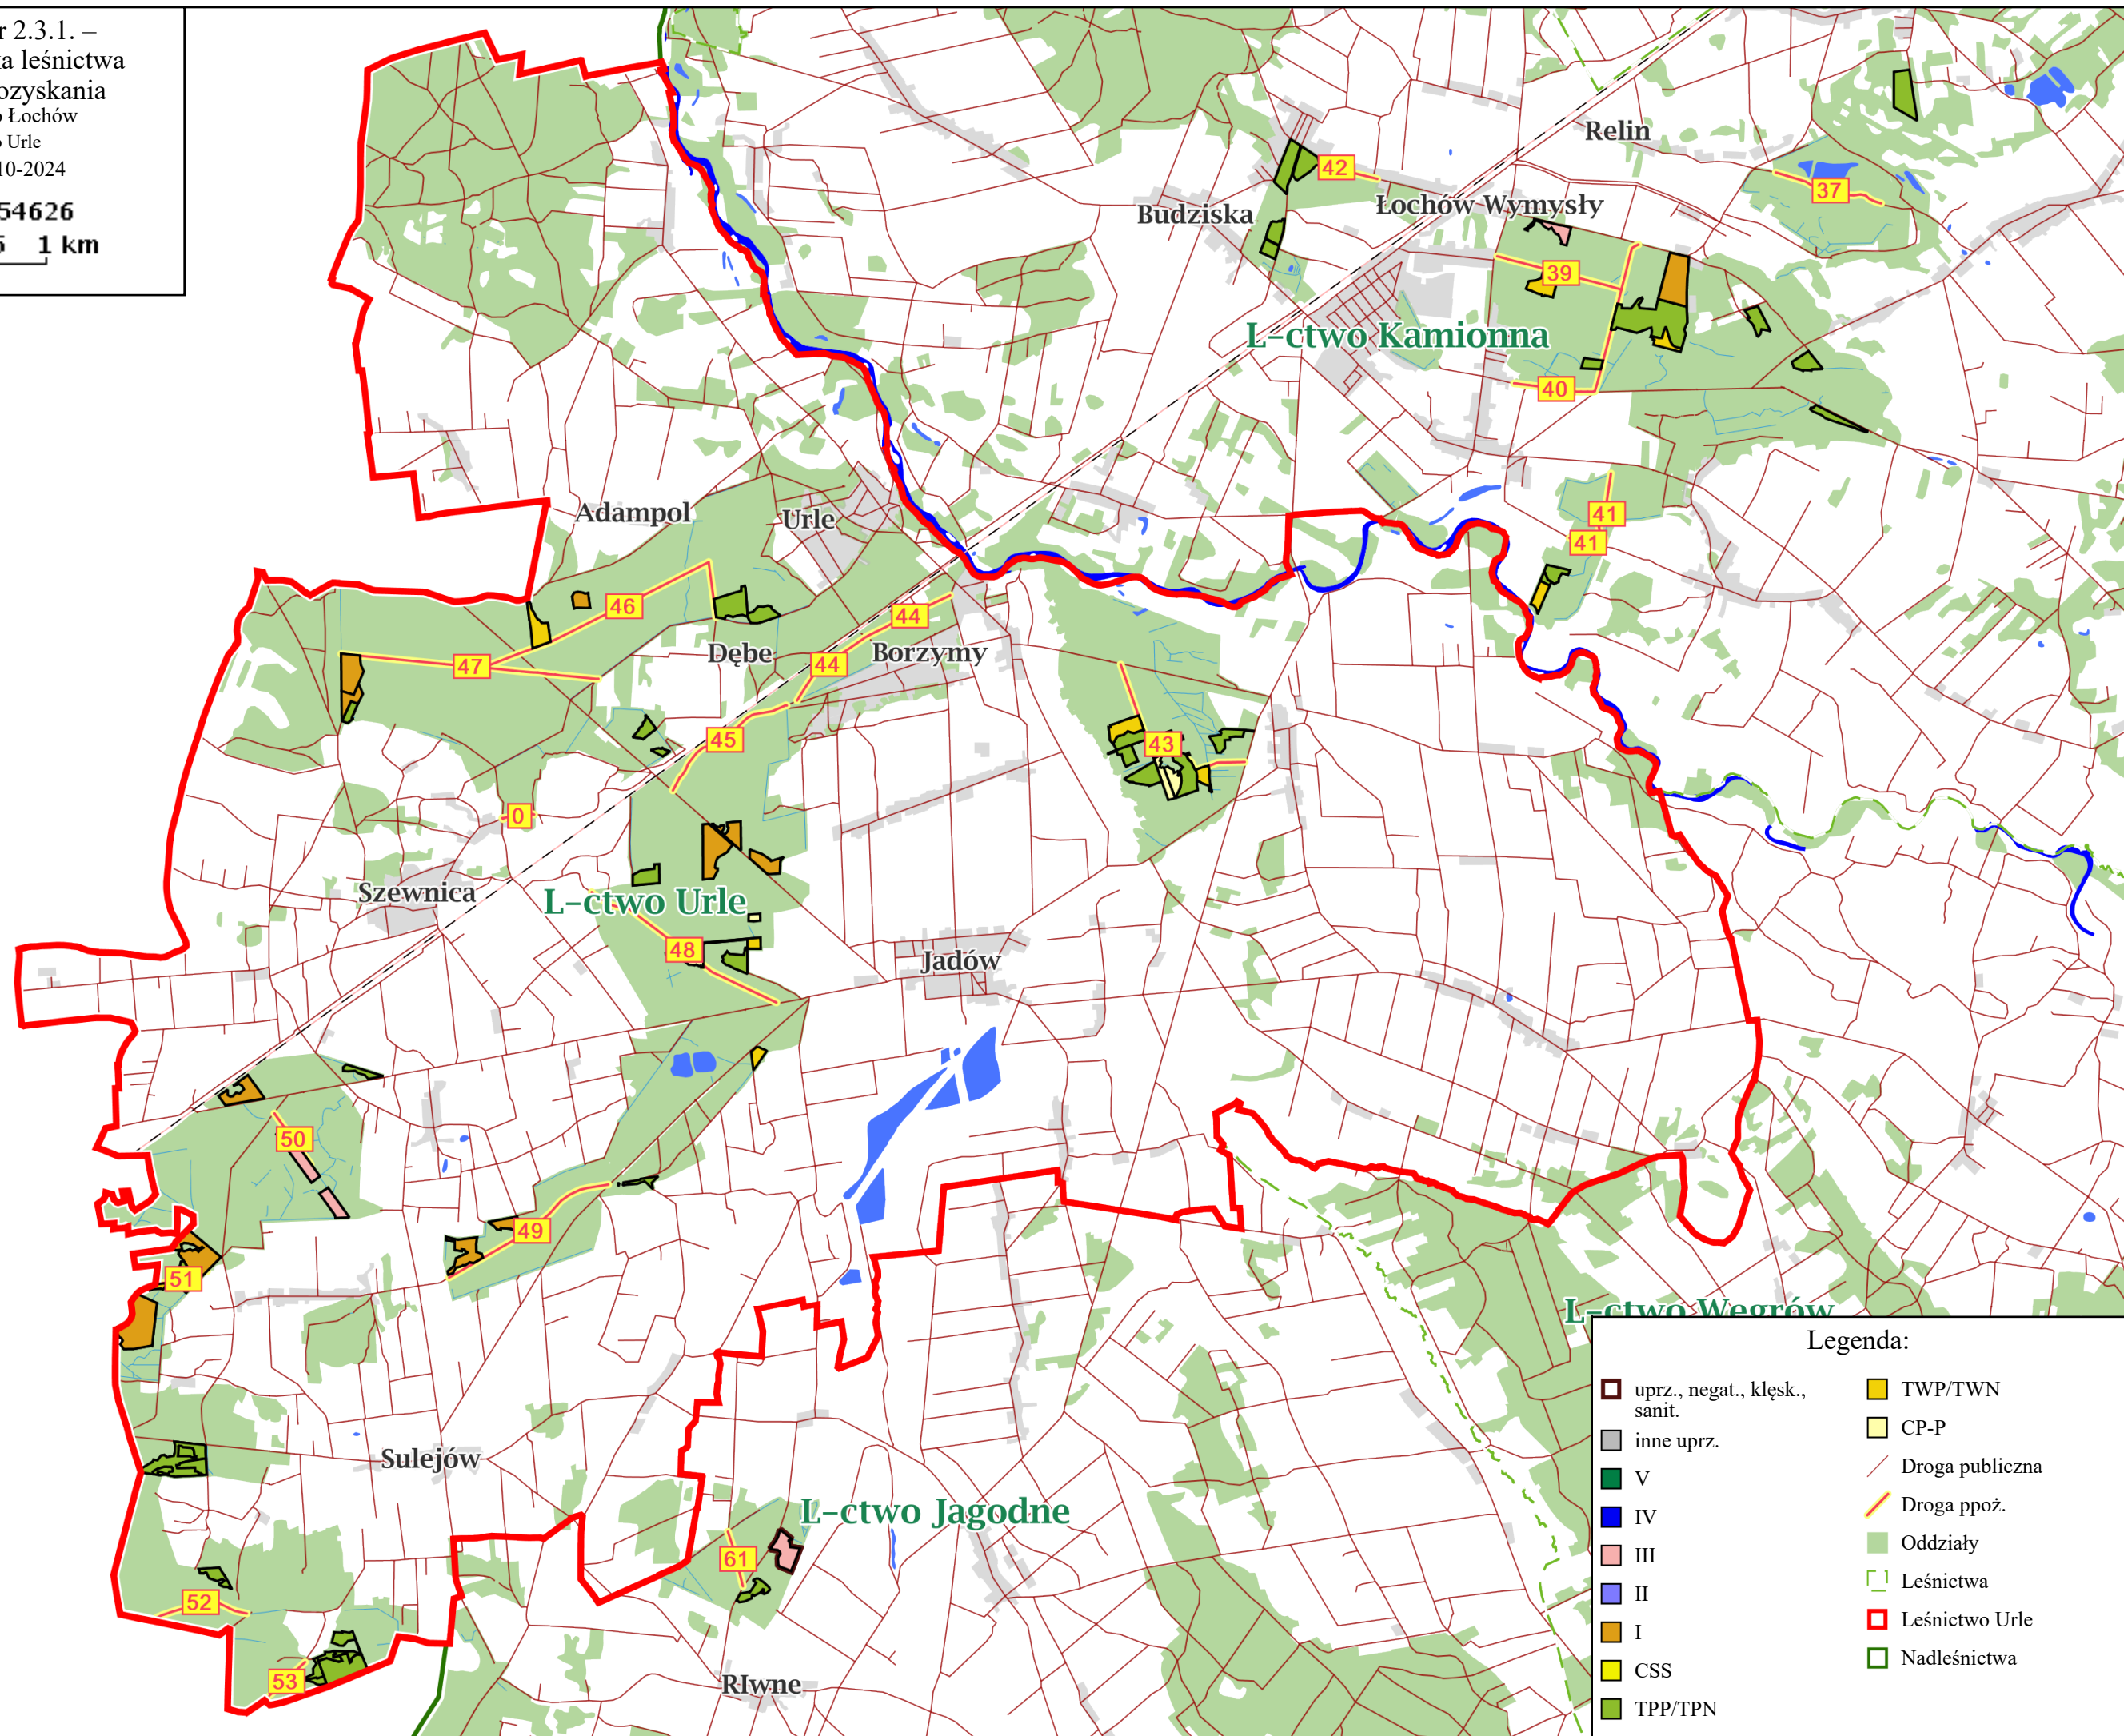 r 2.3.1. –
a leśnictwa
ozyskania
o Łochów
o Urle
10-2024
54626
5 1 km
Relin
42
37
Budziska
Łochów Wymysły
39
L-ctwo Kamionna
40
Adampol
Urle
41
41
46
44
Dębe
44
Borzymy
47
45
43
0
Szewnica
L-ctwo Urle
48
Jadów
50
49
51
L-ctwo Węgrów
Sulejów
L-ctwo Jagodne
61
52
53
RIwne
Legenda:
uprz., negat., klęsk.,
sanit.
inne uprz.
V
IV
III
II
I
CSS
TPP/TPN
TWP/TWN
CP-P
Droga publiczna
Droga ppoż.
Oddziały
Leśnictwa
Leśnictwo Urle
Nadleśnictwa